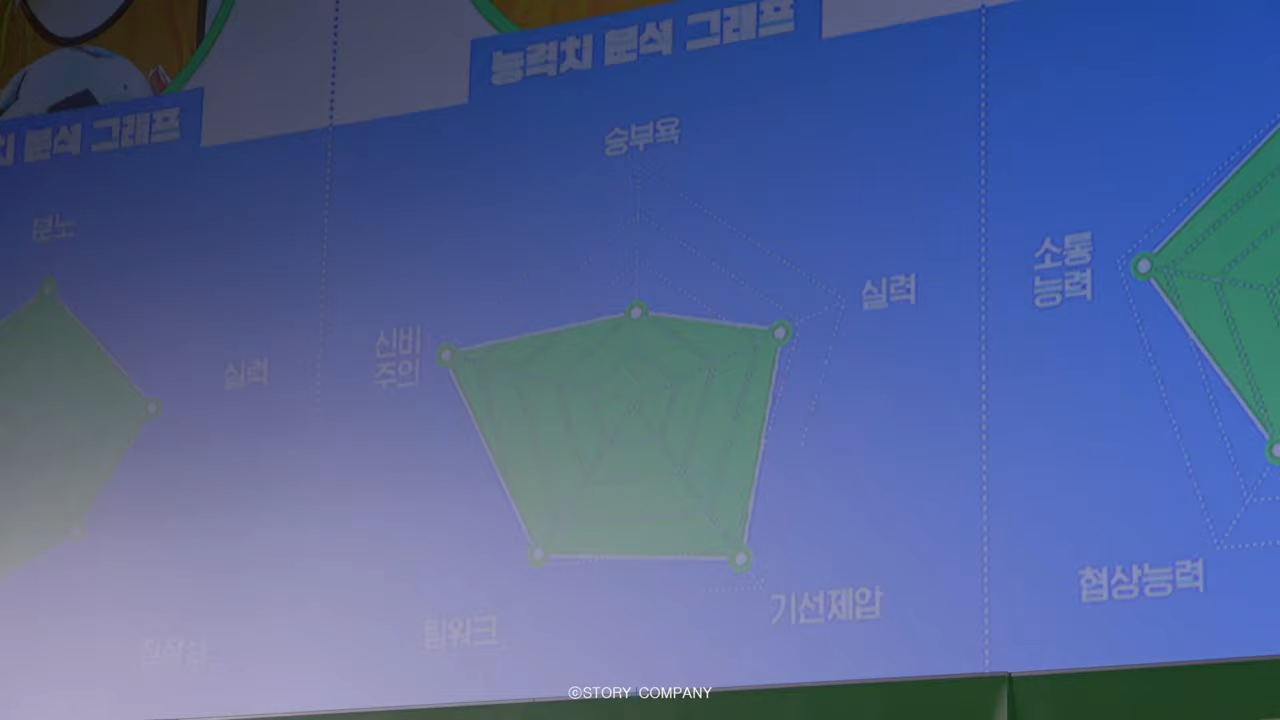 능력치 분석 그래프
치 분석 그래프
승부욕
분노
실력
소통
능력
신비
주의
실력
협상능력
기선제압
팀워크
©STORY COMPANY